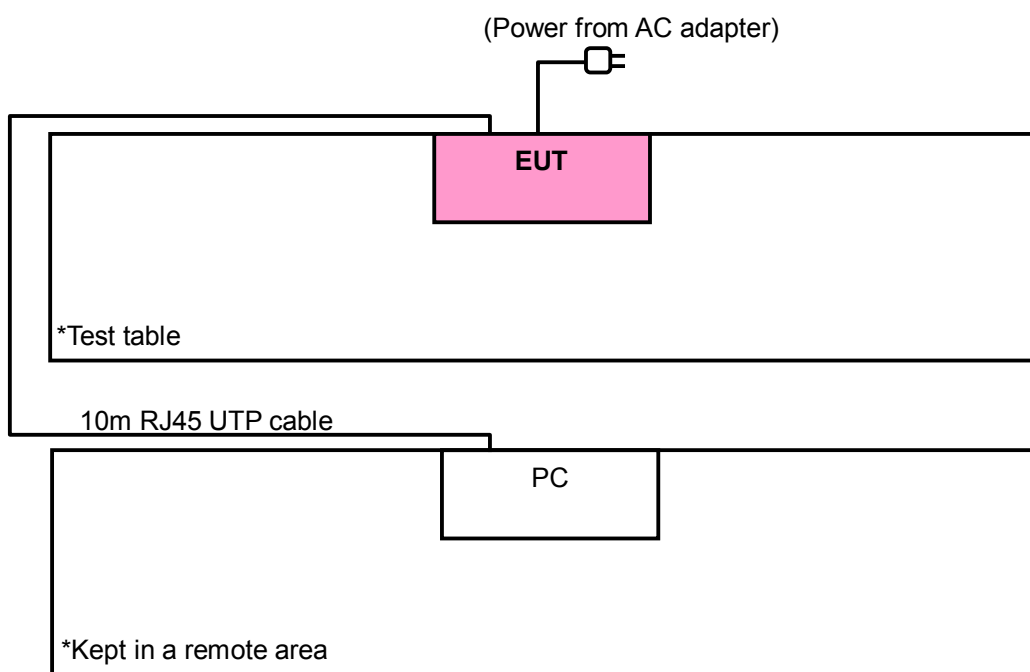 (Power from AC adapter)
EUT
*Test table
10m RJ45 UTP cable
PC
*Kept in a remote area